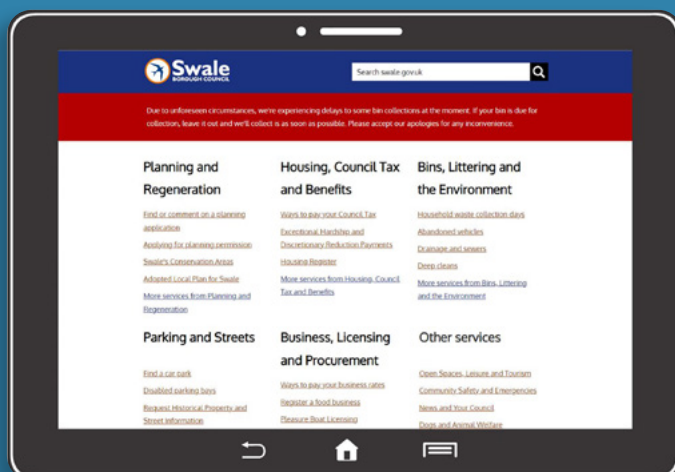 Swale
BOROUGH COUNCIL
Search swale.gov.uk
Due to unforeseen circumstances, we're experiencing delays to some bin collections at the moment. If your bin is due for
collection, leave it out and we'll collect is as soon as possible. Please accept our apologies for any inconvenience.
Planning and
Regeneration
Find or comment on a planning
application
Applying for planning permission
Swale's Conservation Areas
Adopted Local Plan for Swale
More services from Planning and
Regeneration
Housing, Council Tax
and Benefits
Ways to pay your Council Tax
Exceptional Hardship and
Discretionary Reduction Payments
Housing Register
More services from Housing, Council
Tax and Benefits
Bins, Littering and
the Environment
Household waste collection days
Abandoned vehicles
Drainage and sewers
Deep cleans
More services from Bins, Littering
and the Environment
Parking and Streets
Find a car park
Disabled parking bays
Request Historical Property and
Street Information
Business, Licensing
and Procurement
Ways to pay your business rates
Register a food business
Pleasure Boat Licensing
Other services
Open Spaces, Leisure and Tourism
Community Safety and Emergencies
News and Your Council
Dogs and Animal Welfare